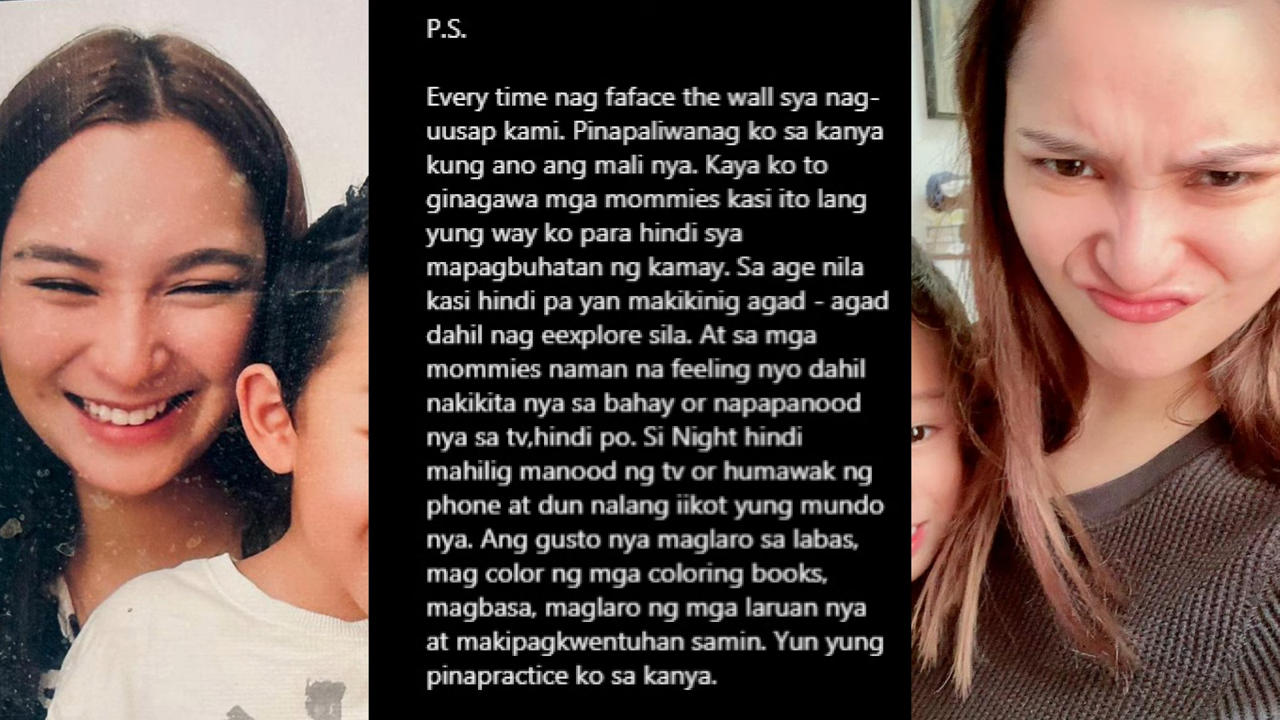 P.S.
Every time nag faface the wall sya nag-
uusap kami. Pinapaliwanag ko sa kanya
kung ano ang mali nya. Kaya ko to
ginagawa mga mommies kasi ito lang
yung way ko para hindi sya
mapagbuhatan ng kamay. Sa age nila
kasi hindi pa yan makikinig agad - agad
dahil nag eexplore sila. At sa mga
mommies naman na feeling nyo dahil
nakikita nya sa bahay or napapanood
nya sa tv,hindi po. Si Night hindi
mahilig manood ng tv or humawak ng
phone at dun nalang iikot yung mundo
nya. Ang gusto nya maglaro sa labas,
mag color ng mga coloring books,
magbasa, maglaro ng mga laruan nya
at makipagkwentuhan samin. Yun yung
pinapractice ko sa kanya.